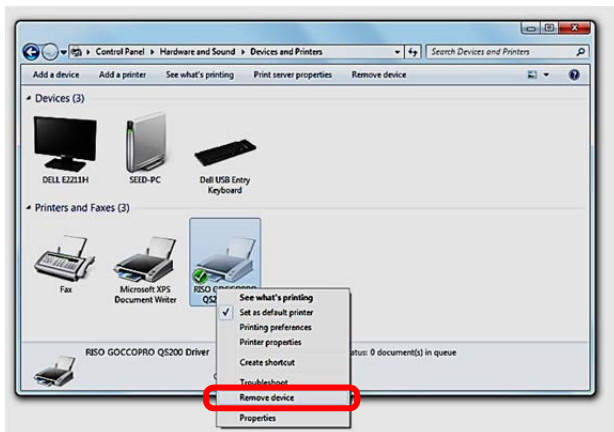 Control Panel ▸ Hardware and Sound ▸ Devices and Printers
Search Devices and Printers
Add a device Add a printer See what's printing Print server properties Remove device
Devices (3)
DELL E2211H
SEED-PC
Dell USB Entry
Keyboard
Printers and Faxes (3)
Fax
Microsoft XPS
Document Writer
RISO GOCCOPRO
See what's printing
Set as default printer
Printing preferences
Printer properties
Create shortcut
Troubleshoot
Remove device
Properties
RISO GOCCOPRO QS200 Driver
0 document(s) in queue